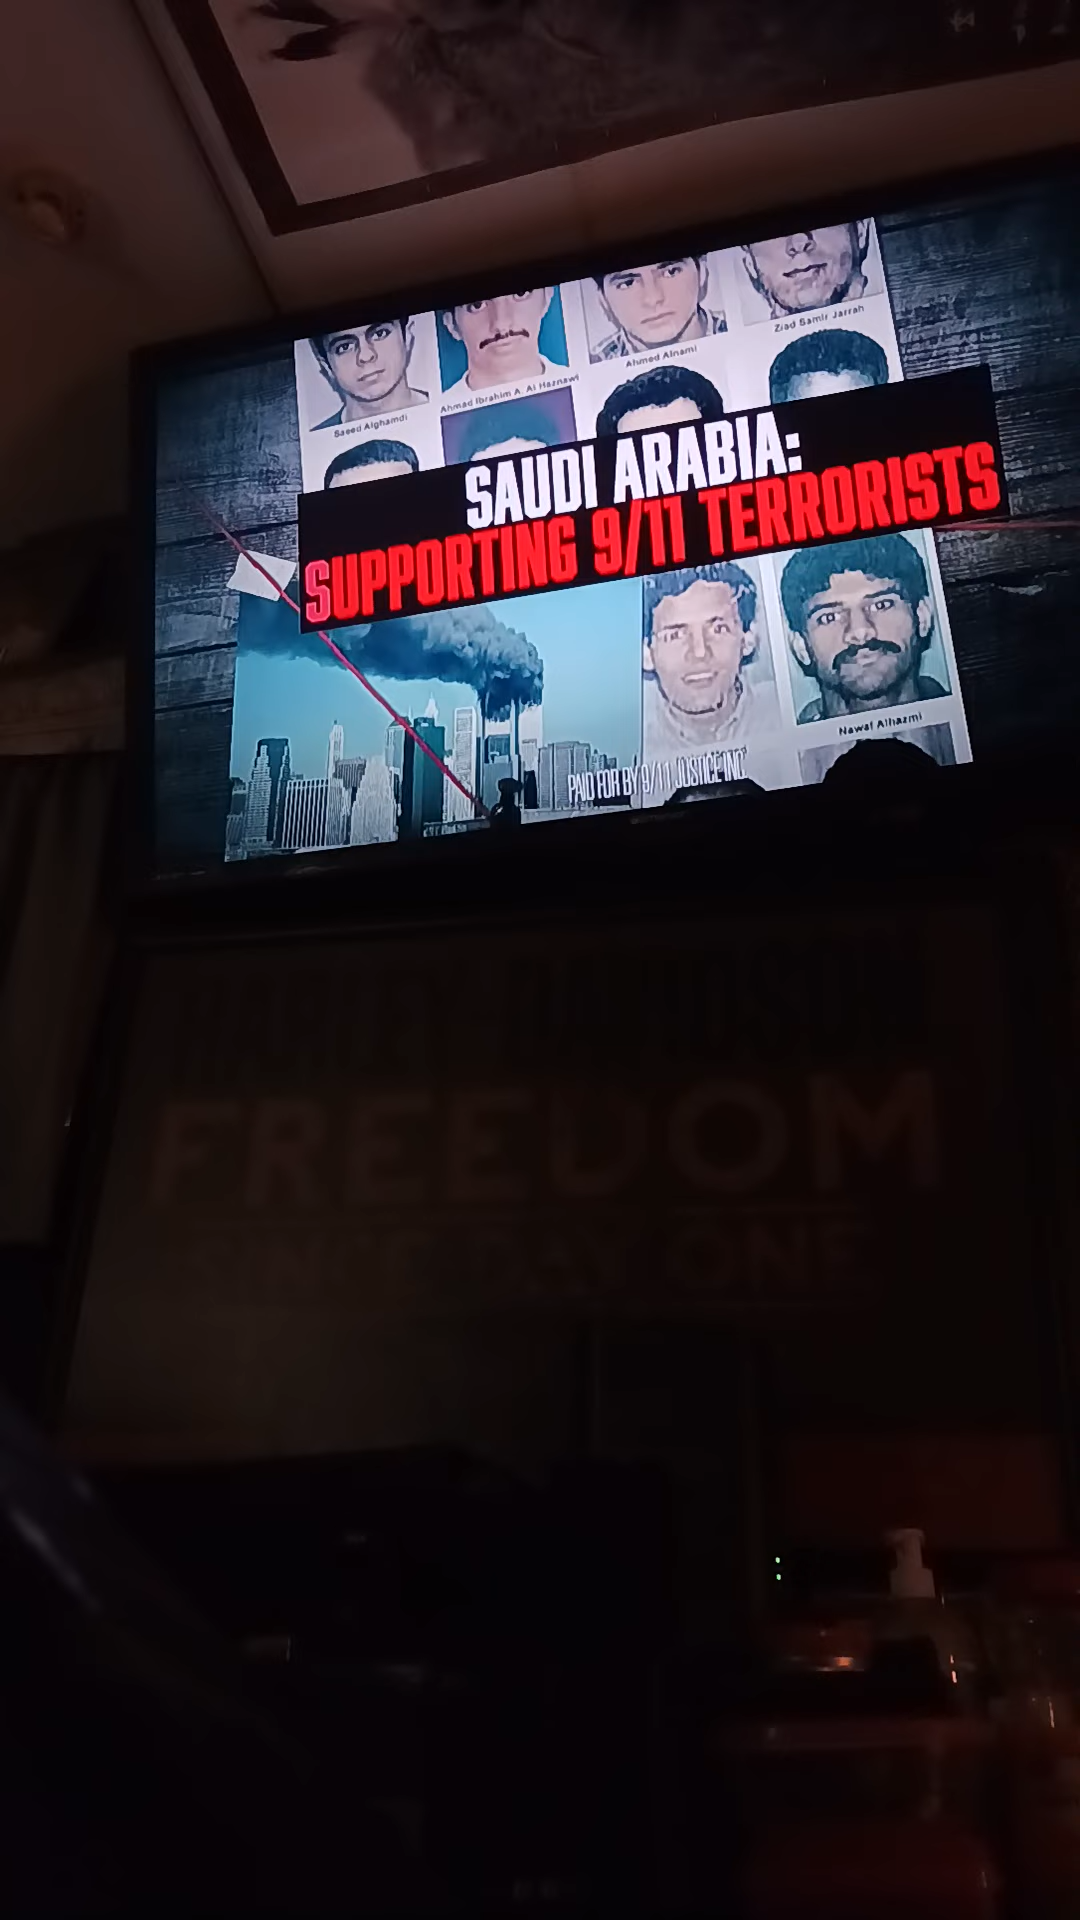 Ziad Samir Jarrah
Ahmed Alnami
Ahmad Ibrahim A. Al Haznawi
Saeed Alghamdi
SAUDI ARABIA:
SUPPORTING 9/11 TERRORISTS
Nawaf Alhazmi
PAID FOR BY 9/11 JUSTICE INC.
FREEDOM